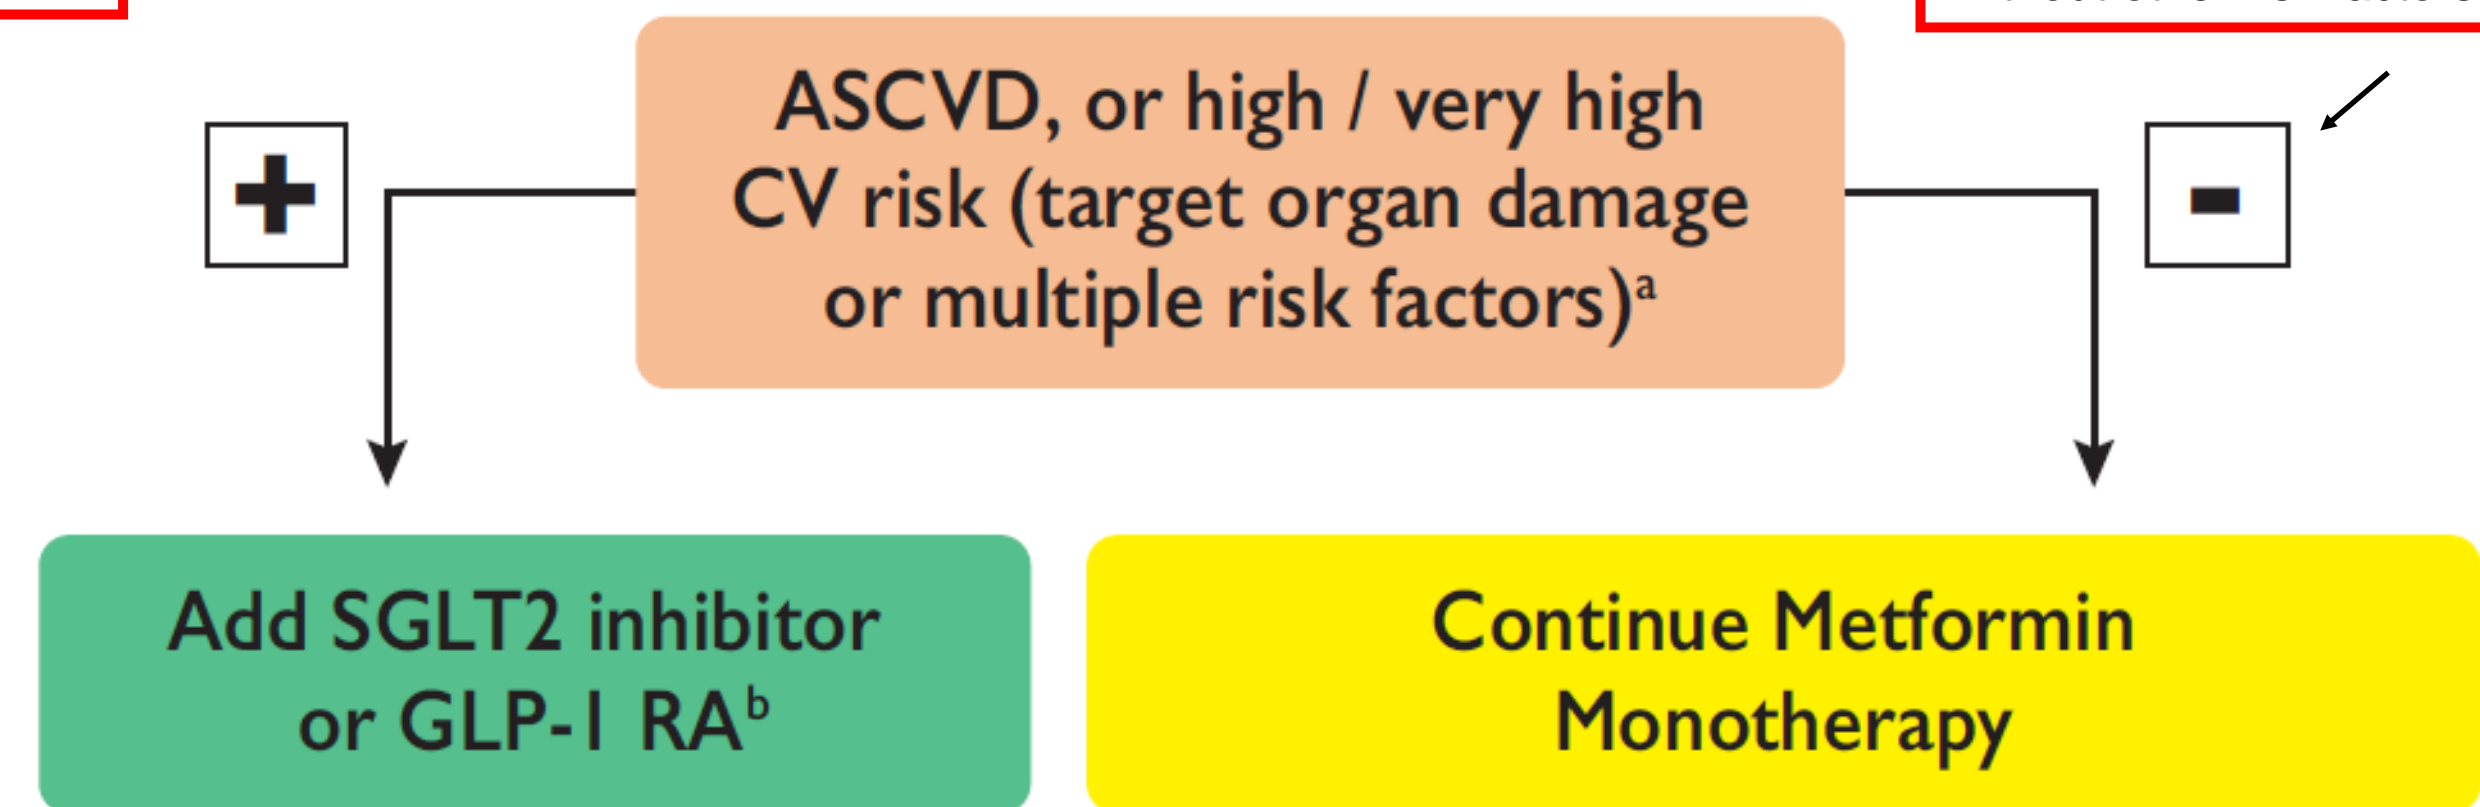 ASCVD, or high / very high
CV risk (target organ damage
or multiple risk factors)ᵃ
+
-
Add SGLT2 inhibitor
or GLP-1 RAᵇ
Continue Metformin
Monotherapy